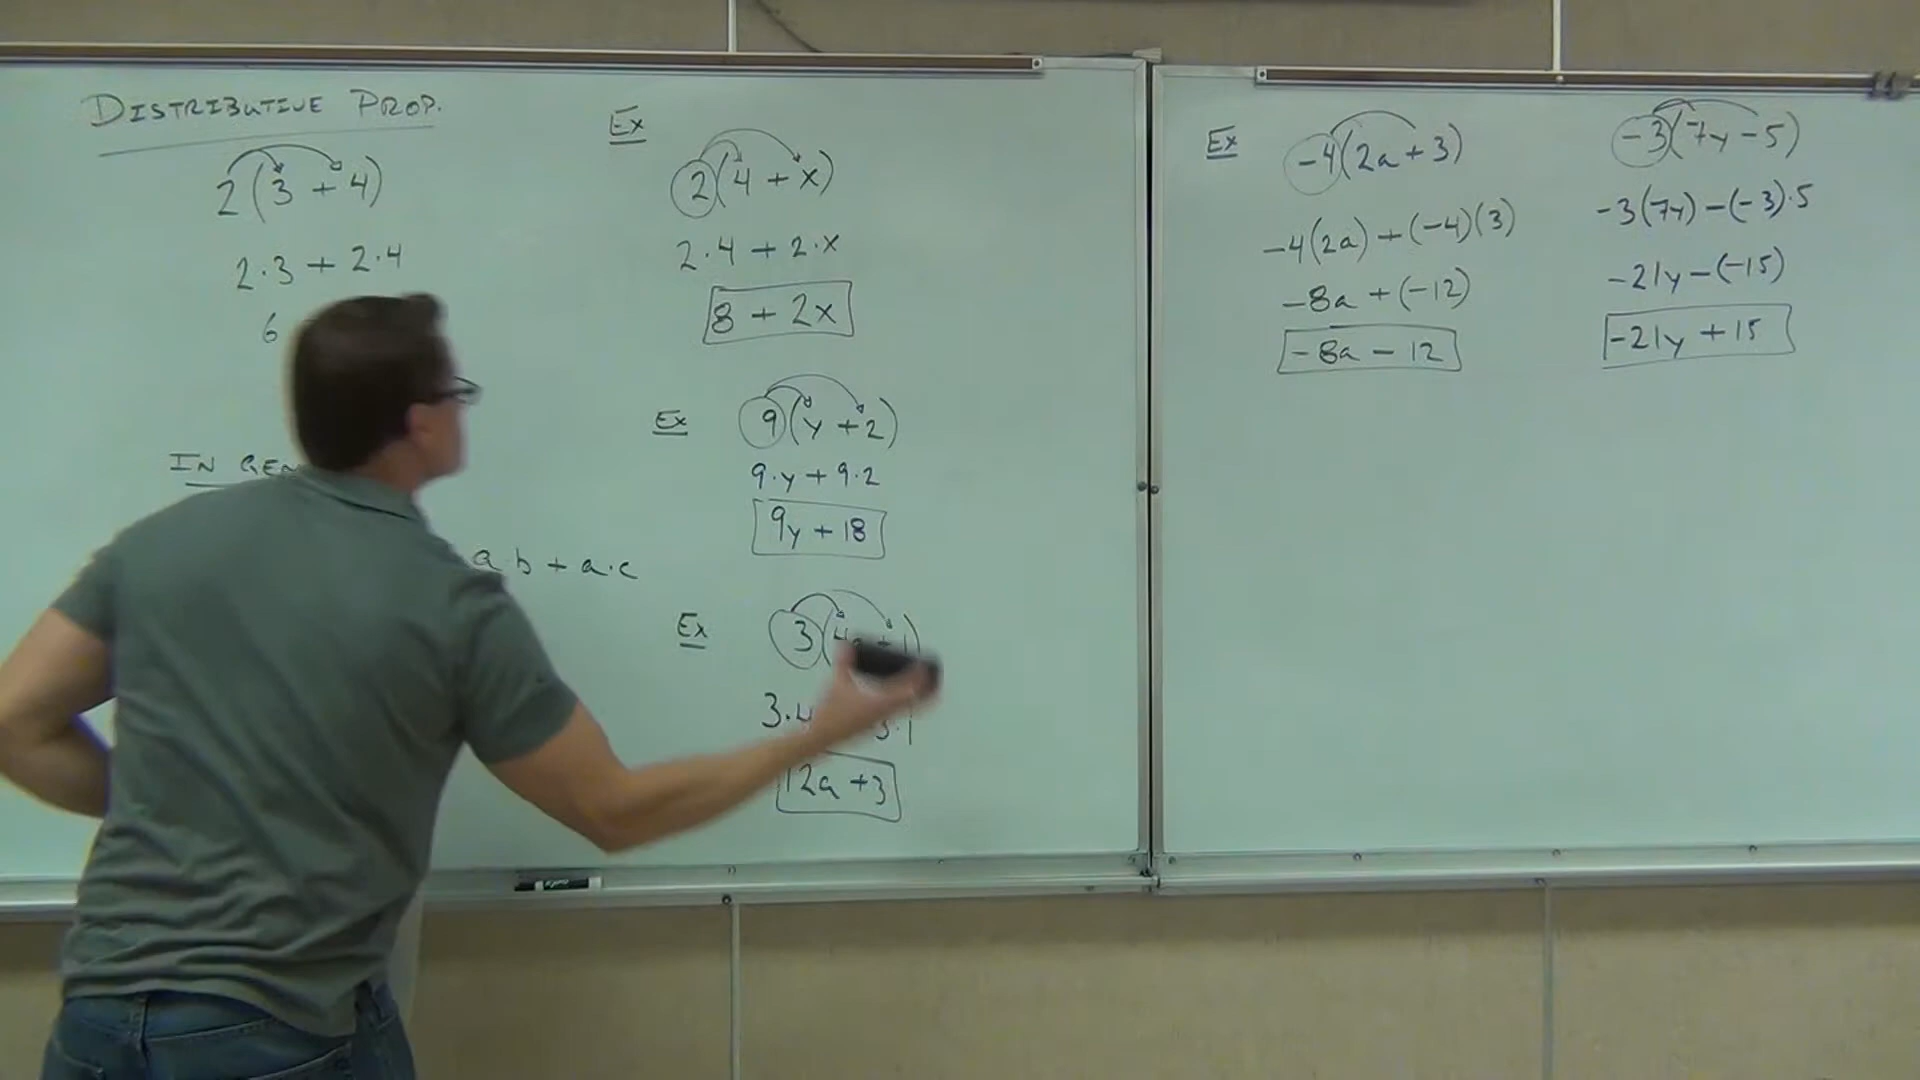 DISTRIBUTIVE PROP.
2(3 + 4)
2·3 + 2·4
6
IN GEN
a·b + a·c
Ex
2(4 + x)
2·4 + 2·x
8 + 2x
Ex
9(y + 2)
9·y + 9·2
9y + 18
Ex
3(4a + 1)
3·4 3·1
12a + 3
Ex
-4(2a + 3)
-4(2a) + (-4)(3)
-8a + (-12)
-8a - 12
-3(7y - 5)
-3(7y) - (-3)·5
-21y - (-15)
-21y + 15